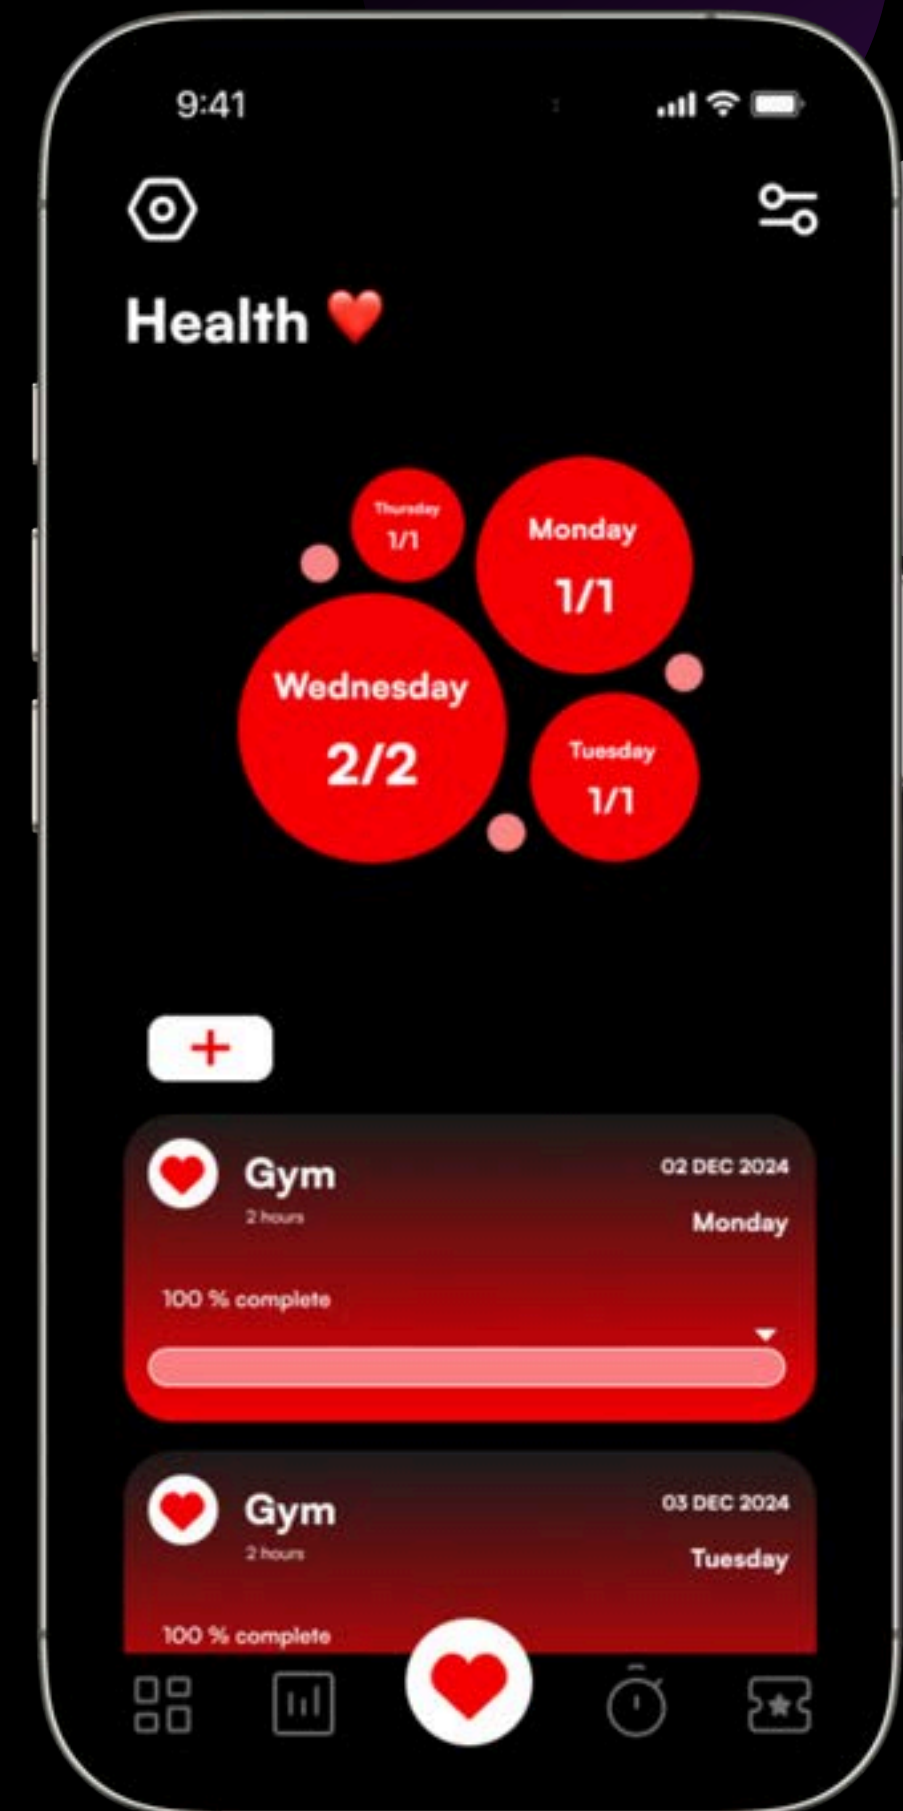 9:41
Health ❤️
Thursday
1/1
Monday
1/1
Wednesday
2/2
Tuesday
1/1
+
Gym
02 DEC 2024
2 hours
Monday
100 % complete
Gym
03 DEC 2024
2 hours
Tuesday
100 % complete